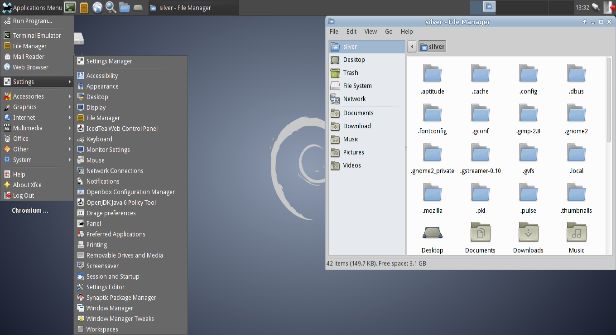 Applications Menu
silver - File Manager
13:32
Run Program...
Terminal Emulator
File Manager
Mail Reader
Web Browser
Settings
Accessories
Graphics
Internet
Multimedia
Office
Other
System
Help
About Xfce
Log Out
Chromium ...
Settings Manager
Accessibility
Appearance
Desktop
Display
File Manager
IcedTea Web Control Panel
Keyboard
Monitor Settings
Mouse
Network Connections
Notifications
Openbox Configuration Manager
OpenJDK Java 6 Policy Tool
Orage preferences
Panel
Preferred Applications
Printing
Removable Drives and Media
Screensaver
Session and Startup
Settings Editor
Synaptic Package Manager
Window Manager
Window Manager Tweaks
Workspaces
silver - File Manager
File Edit View Go Help
silver
silver
Desktop
Trash
File System
Network
Documents
Download
Music
Pictures
Videos
.aptitude .cache .config .dbus
.fontconfig .gconf .gimp-2.8 .gnome2
.gnome2_private .gstreamer-0.10 .gvfs .local
.mozilla .pki .pulse .thumbnails
Desktop Documents Downloads Music
42 items (149.7 KB), Free space: 3.1 GB